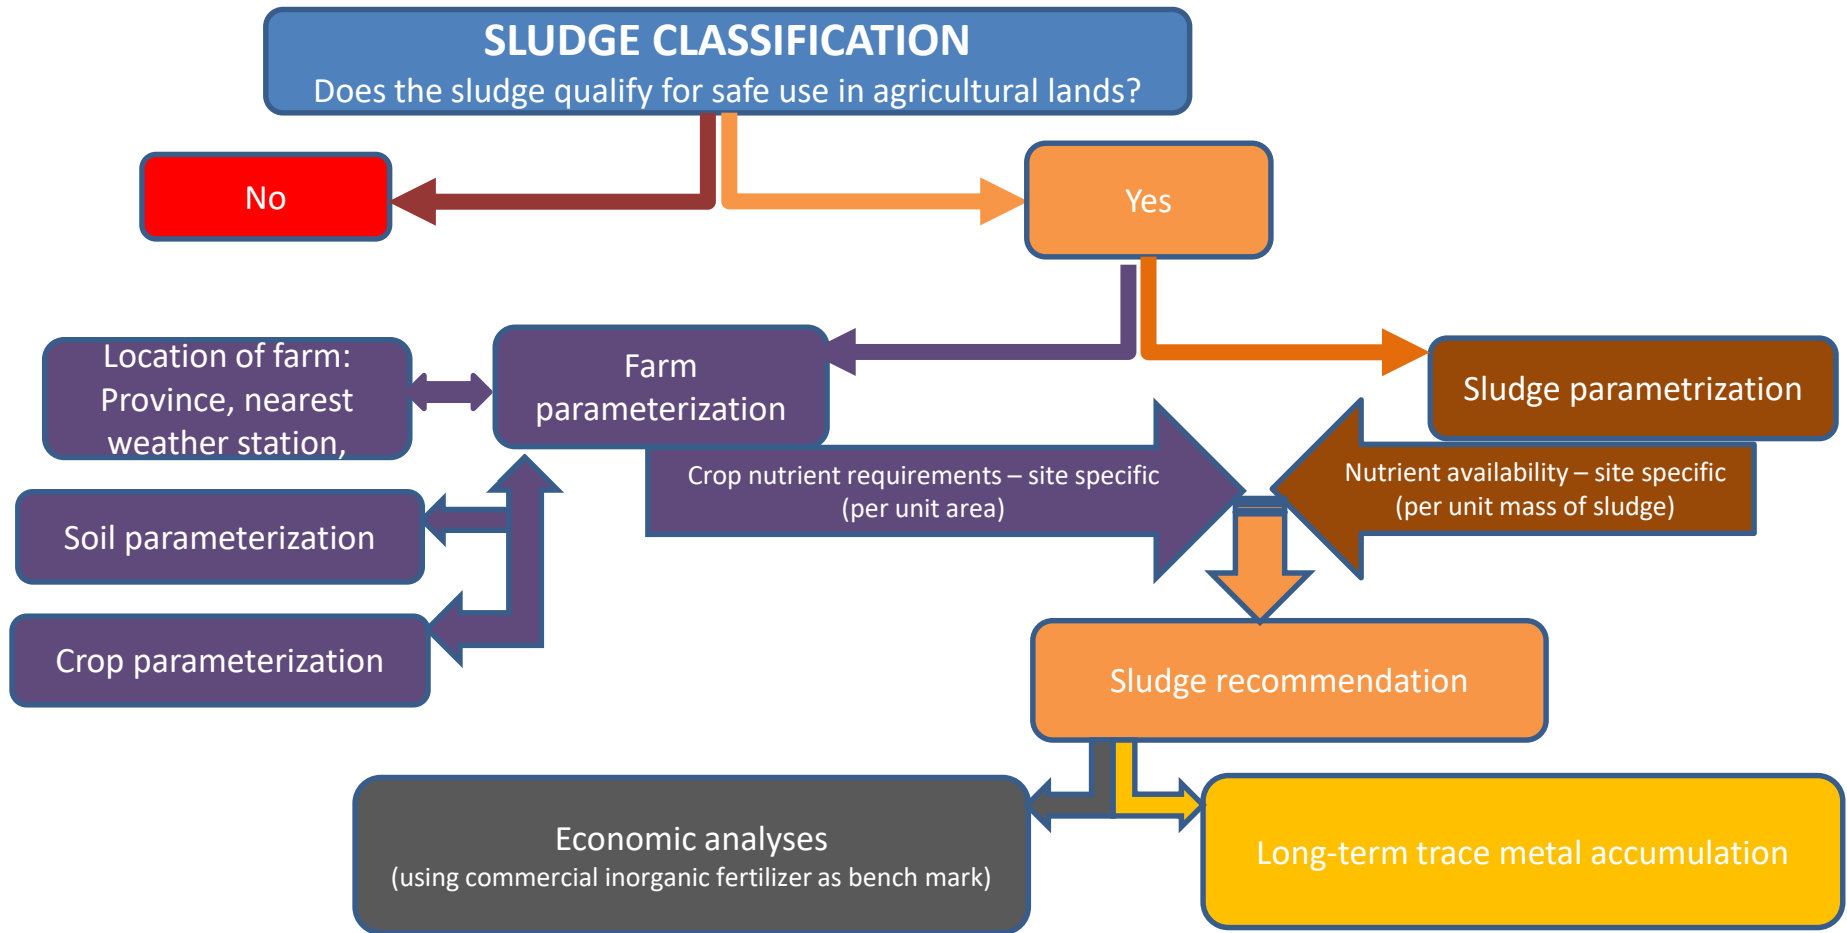 SLUDGE CLASSIFICATION
Does the sludge qualify for safe use in agricultural lands?
No
Yes
Location of farm:
Province, nearest
weather station,
Farm
parameterization
Sludge parametrization
Crop nutrient requirements – site specific
(per unit area)
Nutrient availability – site specific
(per unit mass of sludge)
Soil parameterization
Crop parameterization
Sludge recommendation
Economic analyses
(using commercial inorganic fertilizer as bench mark)
Long-term trace metal accumulation